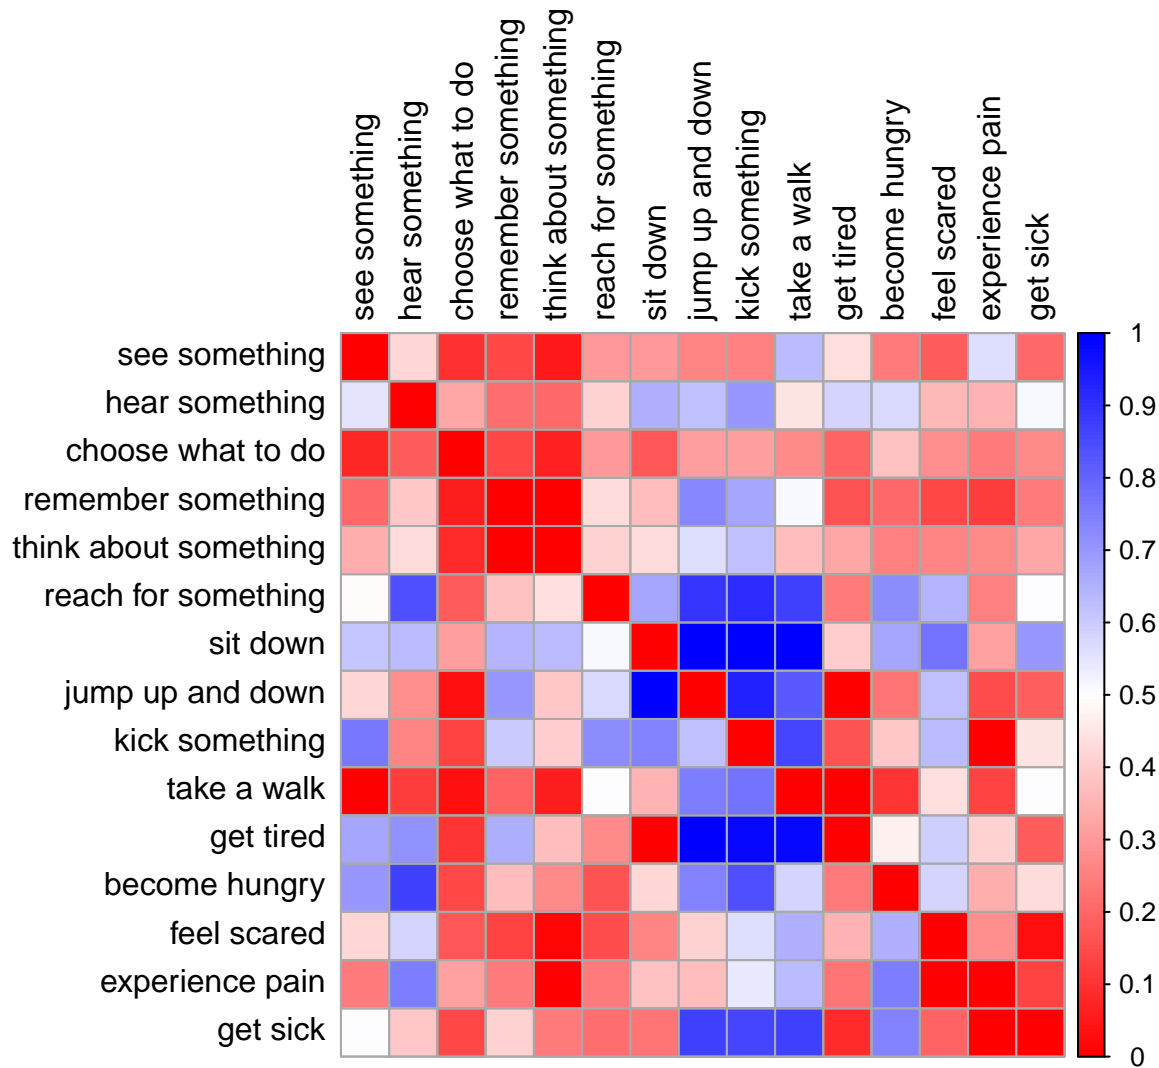 see something
hear something
choose what to do
remember something
think about something
reach for something
sit down
jump up and down
kick something
take a walk
get tired
become hungry
feel scared
experience pain
get sick
see something
hear something
choose what to do
remember something
think about something
reach for something
sit down
jump up and down
kick something
take a walk
get tired
become hungry
feel scared
experience pain
get sick
1
0.9
0.8
0.7
0.6
0.5
0.4
0.3
0.2
0.1
0